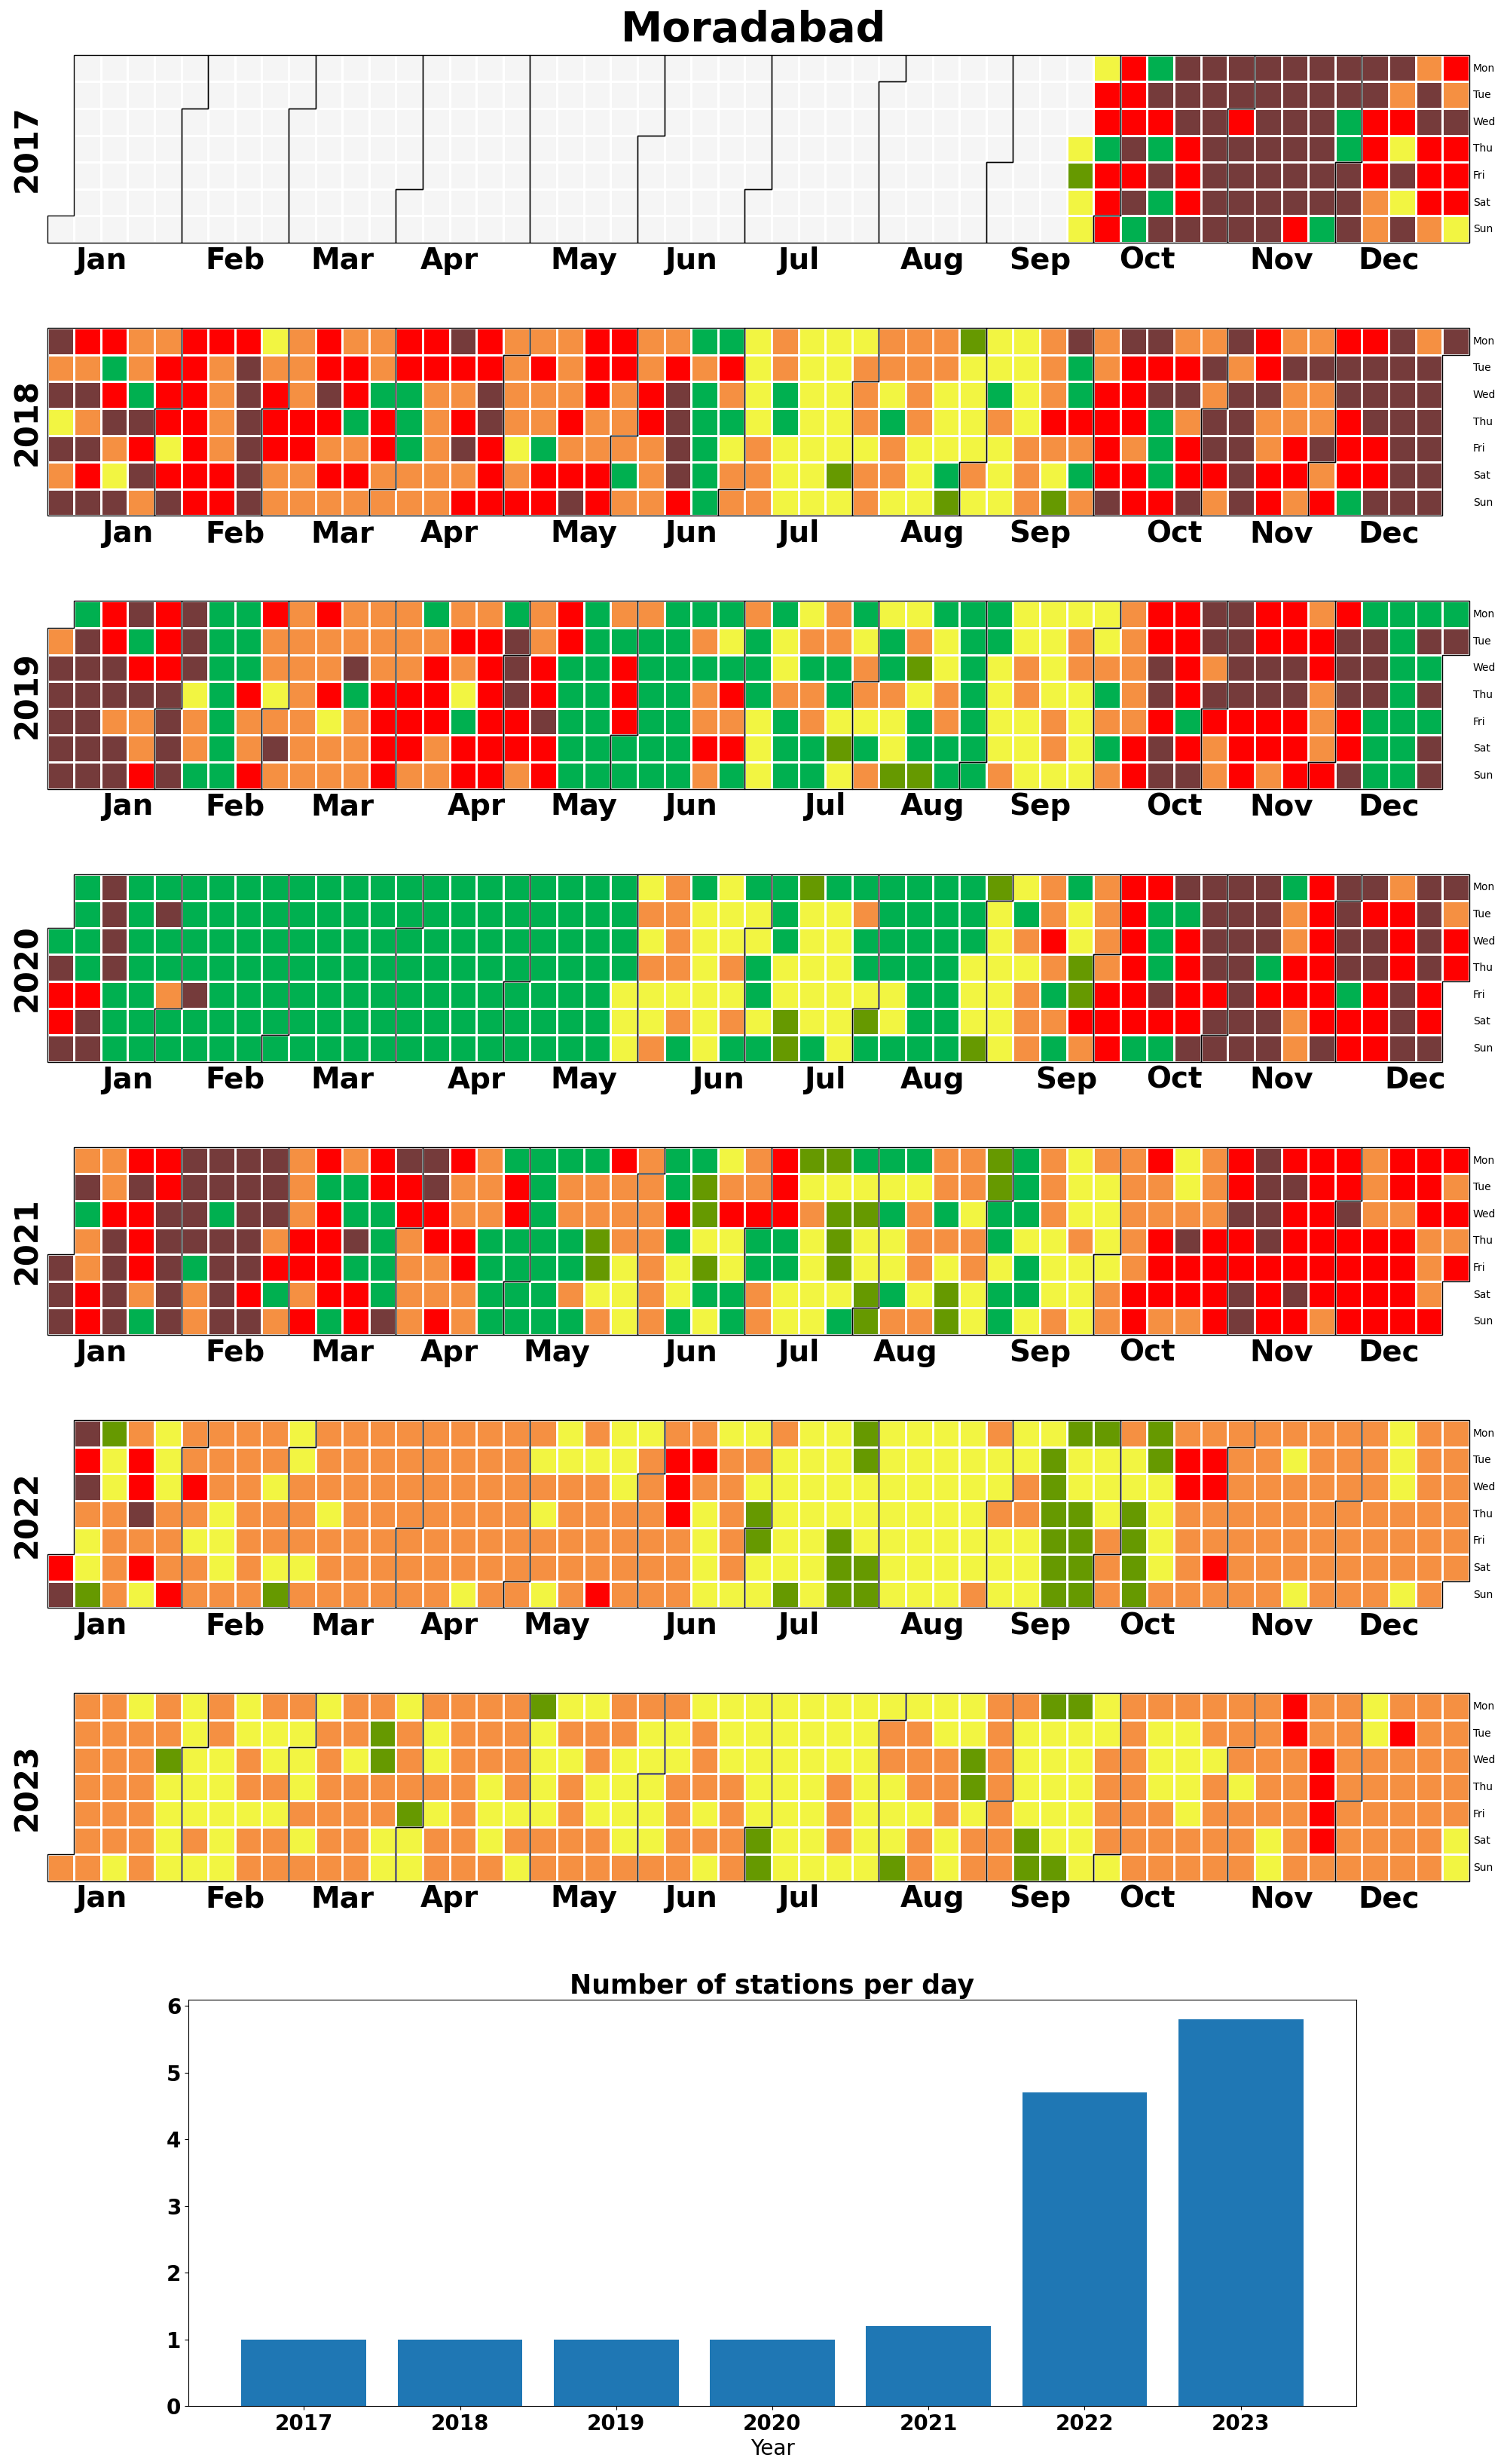 Moradabad
2017
Mon
Tue
Wed
Thu
Fri
Sat
Sun
Jan Feb Mar Apr May Jun Jul Aug Sep Oct Nov Dec
2018
Mon
Tue
Wed
Thu
Fri
Sat
Sun
Jan Feb Mar Apr May Jun Jul Aug Sep Oct Nov Dec
2019
Mon
Tue
Wed
Thu
Fri
Sat
Sun
Jan Feb Mar Apr May Jun Jul Aug Sep Oct Nov Dec
2020
Mon
Tue
Wed
Thu
Fri
Sat
Sun
Jan Feb Mar Apr May Jun Jul Aug Sep Oct Nov Dec
2021
Mon
Tue
Wed
Thu
Fri
Sat
Sun
Jan Feb Mar Apr May Jun Jul Aug Sep Oct Nov Dec
2022
Mon
Tue
Wed
Thu
Fri
Sat
Sun
Jan Feb Mar Apr May Jun Jul Aug Sep Oct Nov Dec
2023
Mon
Tue
Wed
Thu
Fri
Sat
Sun
Jan Feb Mar Apr May Jun Jul Aug Sep Oct Nov Dec
Number of stations per day
6
5
4
3
2
1
0
2017 2018 2019 2020 2021 2022 2023
Year